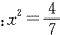 :x² = 4/7